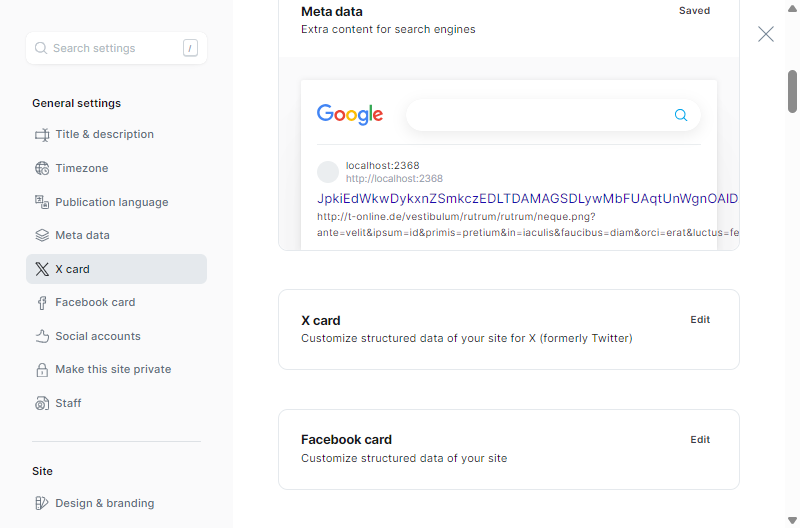 Search settings /
General settings
Title & description
Timezone
Publication language
Meta data
X card
Facebook card
Social accounts
Make this site private
Staff
Site
Design & branding
Meta data
Saved
Extra content for search engines
Google
localhost:2368
http://localhost:2368
JpkiEdWkwDykxnZSmkczEDLTDAMAGSDLywMbFUAqtUnWgnOAID
http://t-online.de/vestibulum/rutrum/rutrum/neque.png?
ante=velit&ipsum=id&primis=pretium&in=iaculis&faucibus=diam&orci=erat&luctus=fe
X card
Edit
Customize structured data of your site for X (formerly Twitter)
Facebook card
Edit
Customize structured data of your site